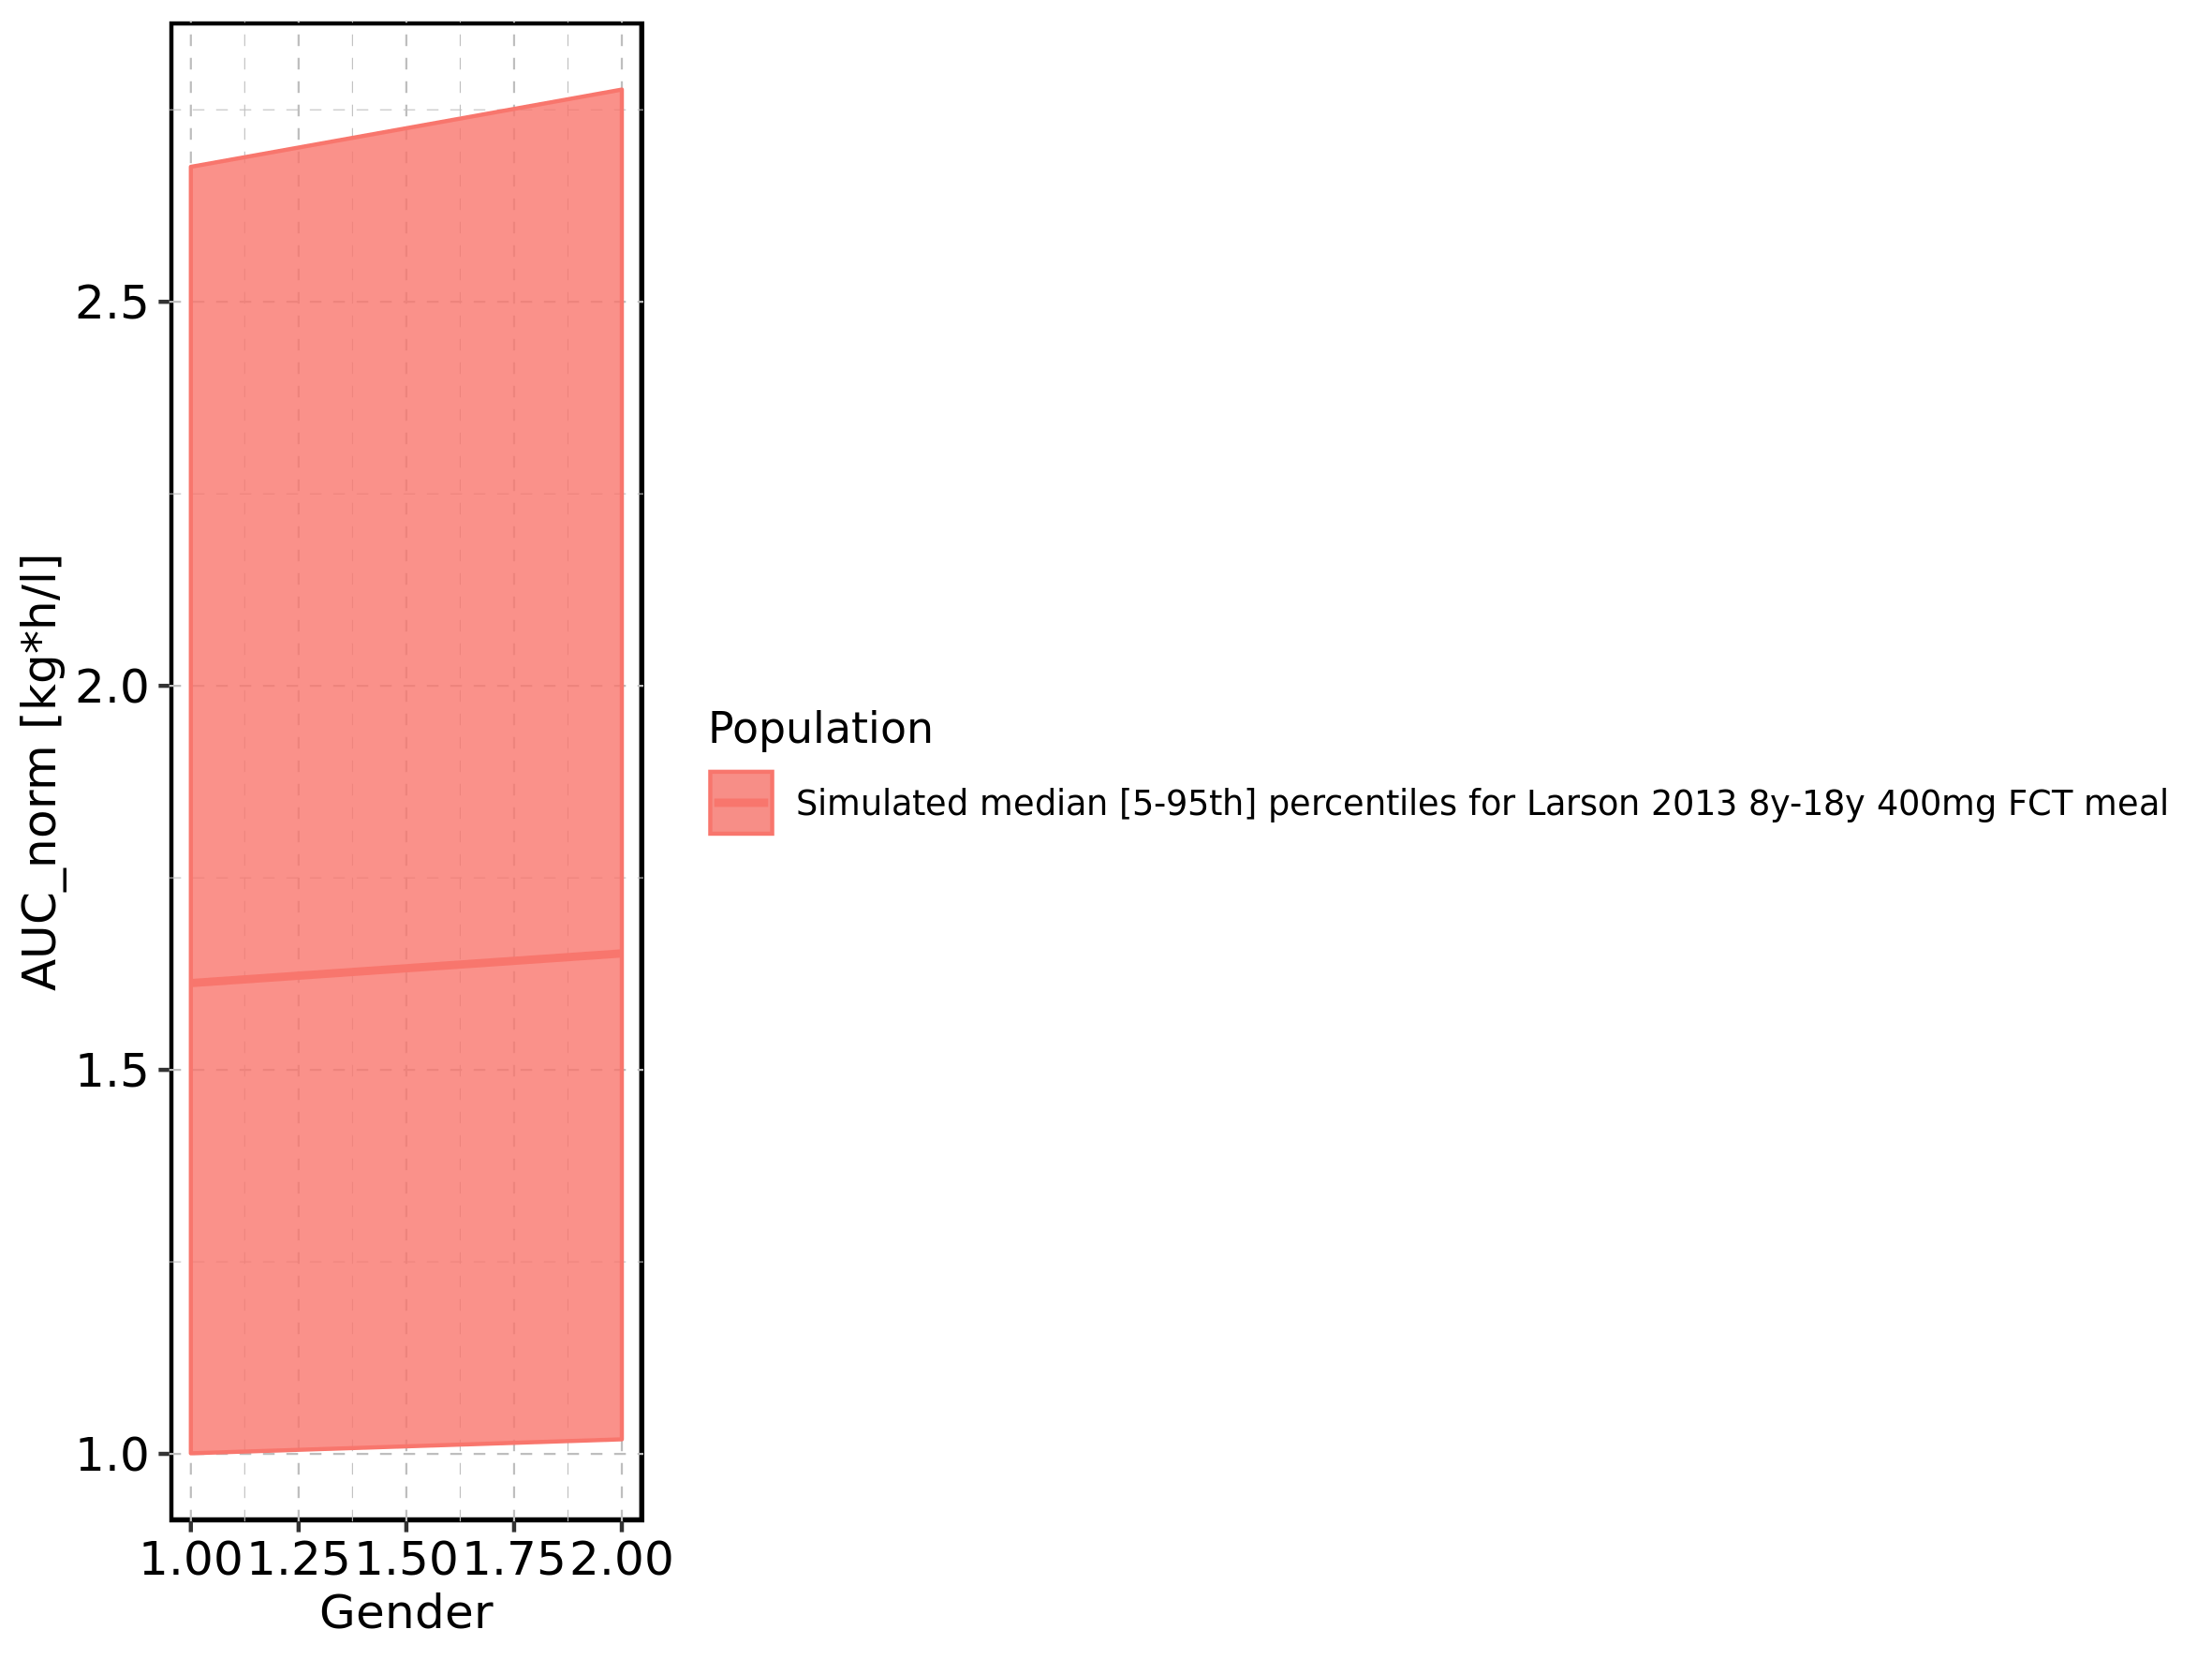 2.5
2.0
1.5
1.0
AUC_norm [kg*h/l]
1.00 1.25 1.50 1.75 2.00
Gender
Population
Simulated median [5-95th] percentiles for Larson 2013 8y-18y 400mg FCT meal